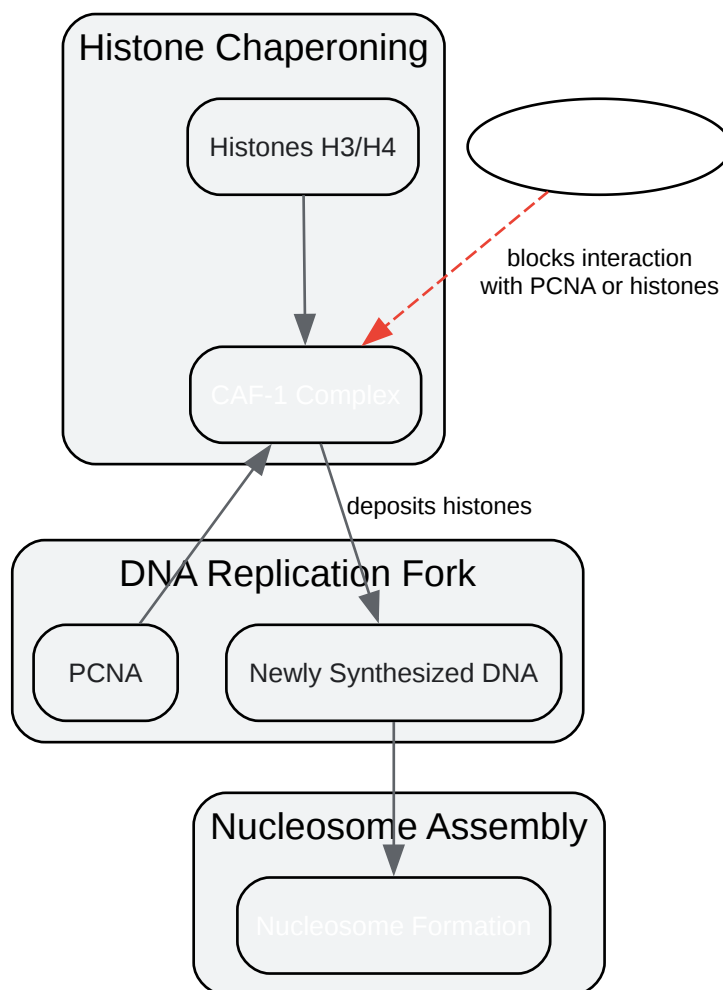 Histone Chaperoning
Histones H3/H4
blocks interaction
with PCNA or histones
CAF-1 Complex
deposits histones
DNA Replication Fork
PCNA
Newly Synthesized DNA
Nucleosome Assembly
Nucleosome Formation